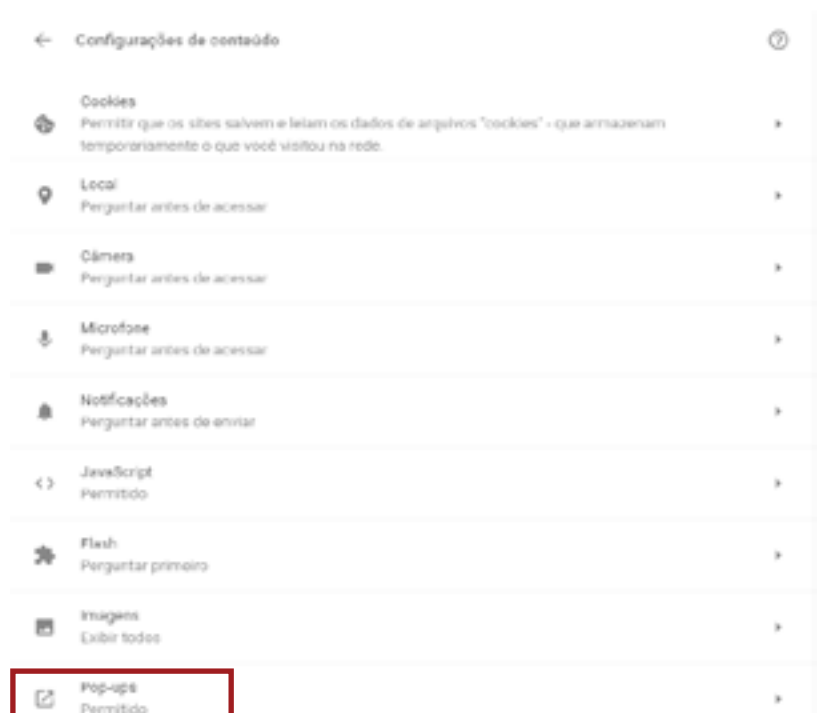 Configurações de conteúdo
Cookies
Permitir que os sites salvem e leiam os dados de arquivos "cookies" - que armazenam
temporariamente o que você visitou na rede.
Local
Perguntar antes de acessar
Câmera
Perguntar antes de acessar
Microfone
Perguntar antes de acessar
Notificações
Perguntar antes de enviar
JavaScript
Permitido
Flash
Perguntar primeiro
Imagens
Exibir todos
Pop-ups
Permitido